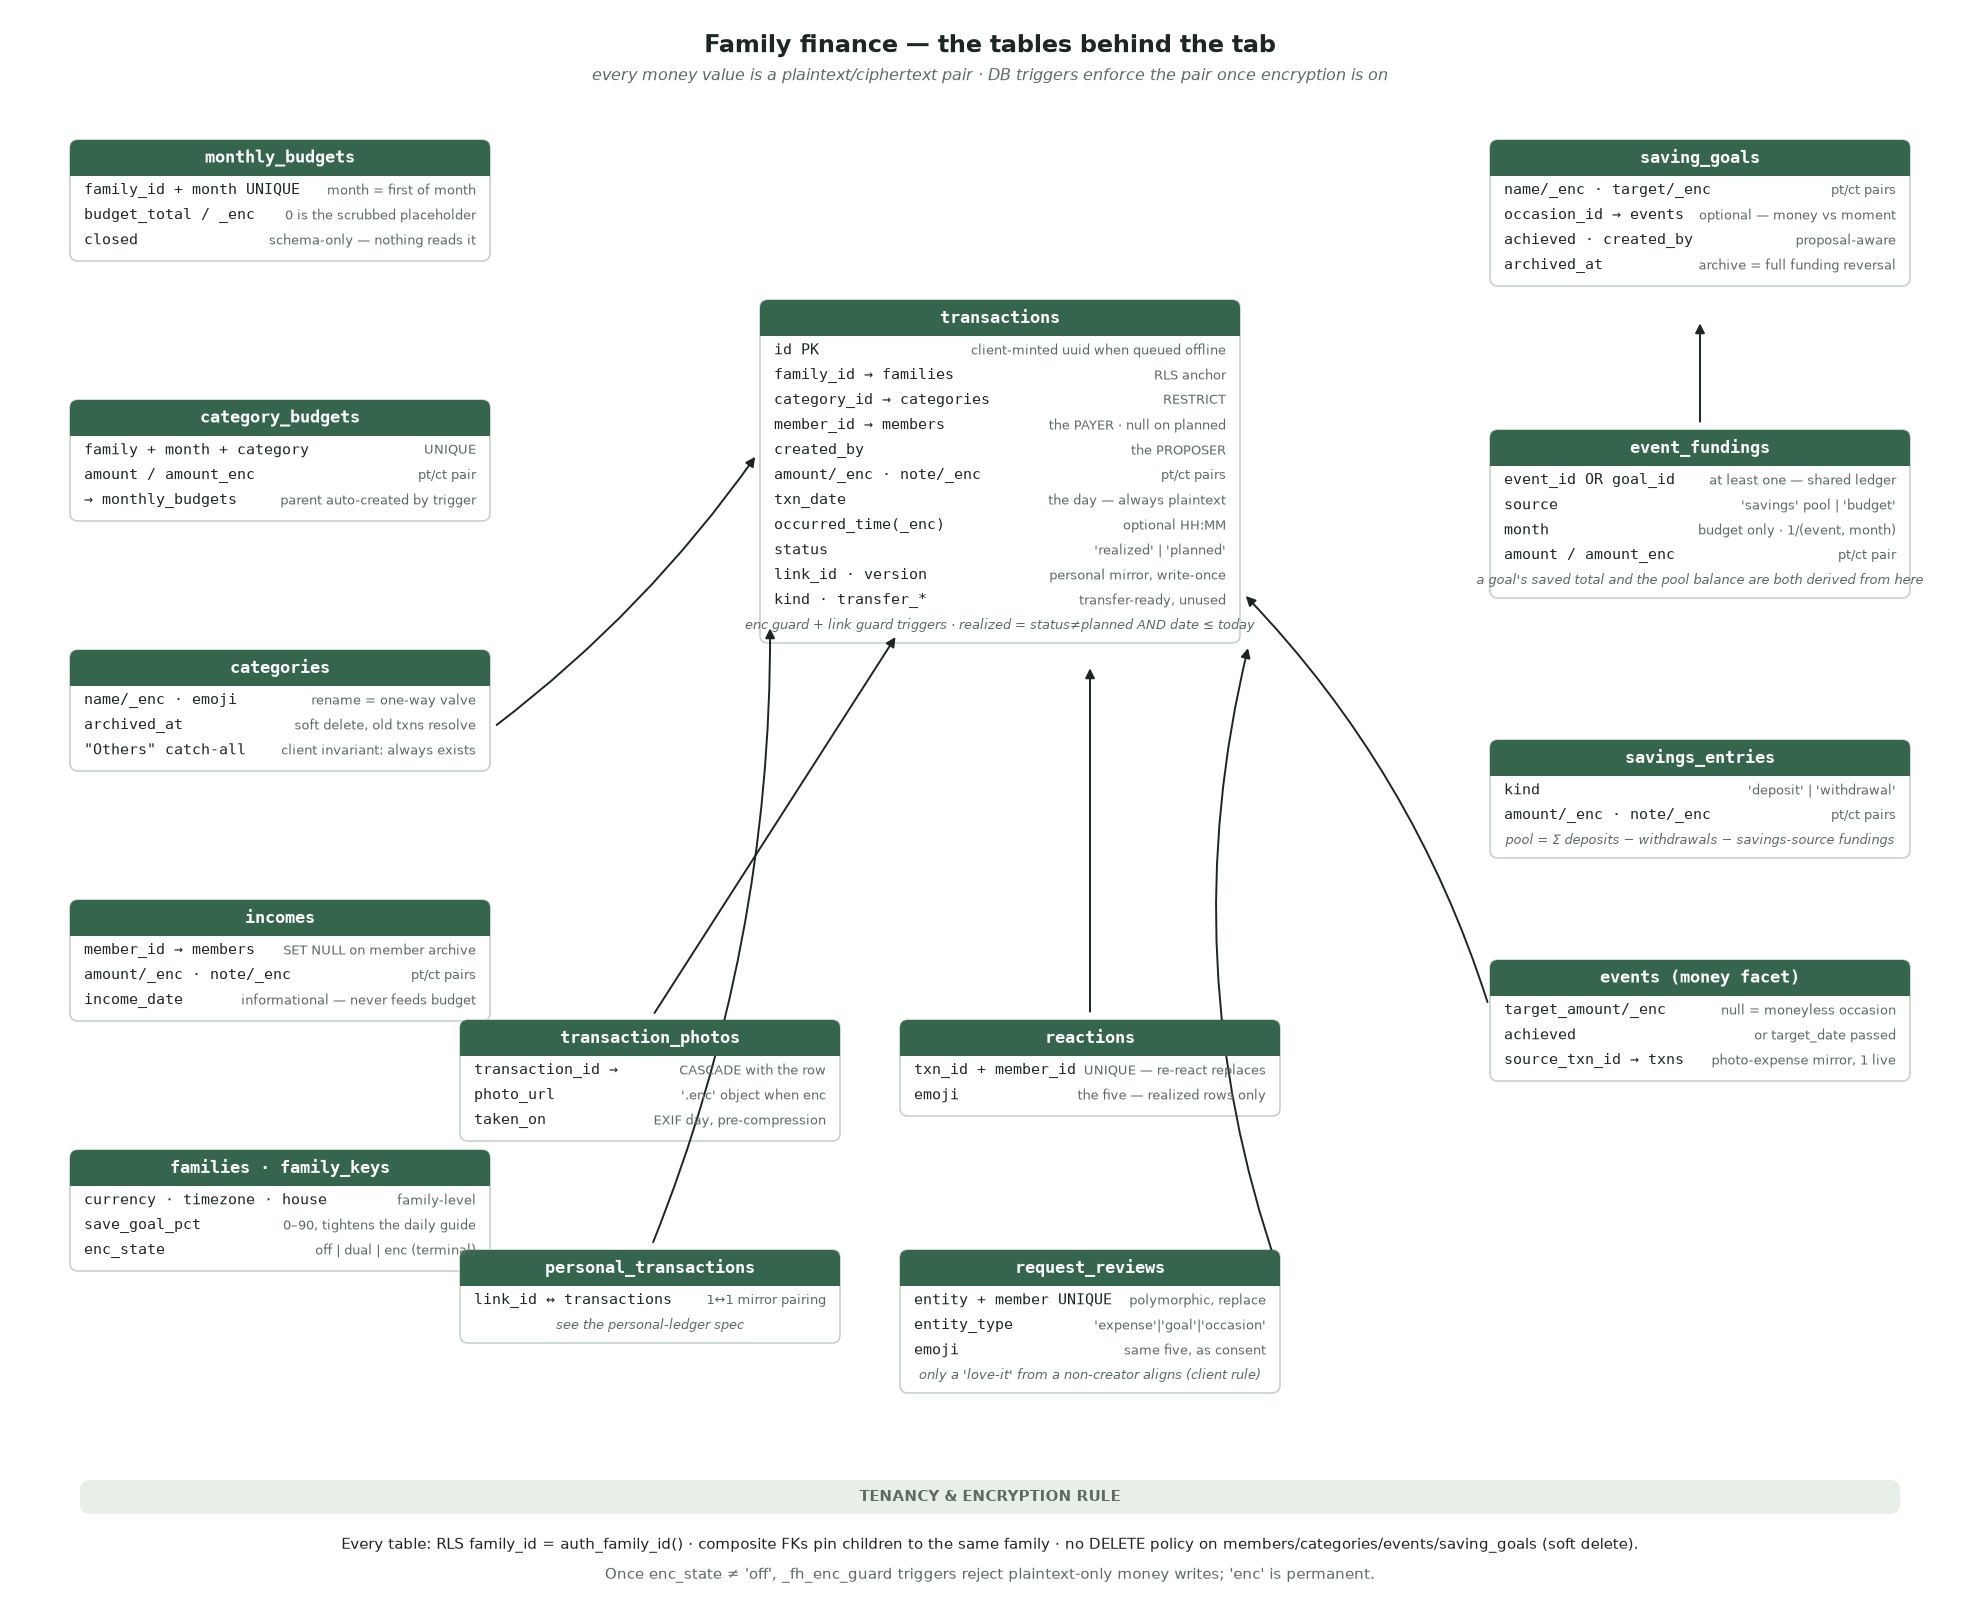 Family finance — the tables behind the tab
every money value is a plaintext/ciphertext pair · DB triggers enforce the pair once encryption is on
monthly_budgets
family_id + month UNIQUE month = first of month
budget_total / _enc 0 is the scrubbed placeholder
closed schema-only — nothing reads it
category_budgets
family + month + category UNIQUE
amount / amount_enc pt/ct pair
→ monthly_budgets parent auto-created by trigger
categories
name/_enc · emoji rename = one-way valve
archived_at soft delete, old txns resolve
"Others" catch-all client invariant: always exists
incomes
member_id → members SET NULL on member archive
amount/_enc · note/_enc pt/ct pairs
income_date informational — never feeds budget
families · family_keys
currency · timezone · house family-level
save_goal_pct 0–90, tightens the daily guide
enc_state off | dual | enc (terminal)
transactions
id PK client-minted uuid when queued offline
family_id → families RLS anchor
category_id → categories RESTRICT
member_id → members the PAYER · null on planned
created_by the PROPOSER
amount/_enc · note/_enc pt/ct pairs
txn_date the day — always plaintext
occurred_time(_enc) optional HH:MM
status 'realized' | 'planned'
link_id · version personal mirror, write-once
kind · transfer_* transfer-ready, unused
enc guard + link guard triggers · realized = status≠planned AND date ≤ today
transaction_photos
transaction_id → CASCADE with the row
photo_url '.enc' object when enc
taken_on EXIF day, pre-compression
personal_transactions
link_id ↔ transactions 1↔1 mirror pairing
see the personal-ledger spec
reactions
txn_id + member_id UNIQUE — re-react replaces
emoji the five — realized rows only
request_reviews
entity + member UNIQUE polymorphic, replace
entity_type 'expense'|'goal'|'occasion'
emoji same five, as consent
only a 'love-it' from a non-creator aligns (client rule)
saving_goals
name/_enc · target/_enc pt/ct pairs
occasion_id → events optional — money vs moment
achieved · created_by proposal-aware
archived_at archive = full funding reversal
event_fundings
event_id OR goal_id at least one — shared ledger
source 'savings' pool | 'budget'
month budget only · 1/(event, month)
amount / amount_enc pt/ct pair
a goal's saved total and the pool balance are both derived from here
savings_entries
kind 'deposit' | 'withdrawal'
amount/_enc · note/_enc pt/ct pairs
pool = Σ deposits − withdrawals − savings-source fundings
events (money facet)
target_amount/_enc null = moneyless occasion
achieved or target_date passed
source_txn_id → txns photo-expense mirror, 1 live
TENANCY & ENCRYPTION RULE
Every table: RLS family_id = auth_family_id() · composite FKs pin children to the same family · no DELETE policy on members/categories/events/saving_goals (soft delete).
Once enc_state ≠ 'off', _fh_enc_guard triggers reject plaintext-only money writes; 'enc' is permanent.